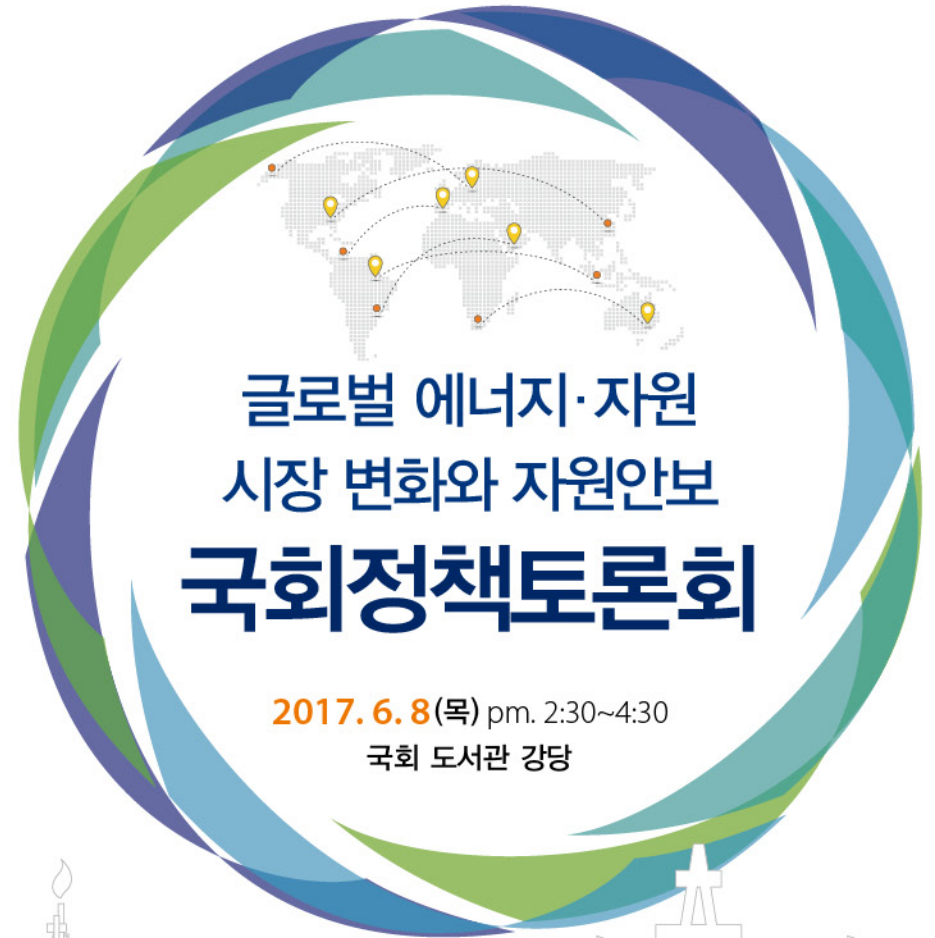 글로벌 에너지·자원
시장 변화와 자원안보
국회정책토론회
2017. 6. 8(목) pm. 2:30~4:30
국회 도서관 강당